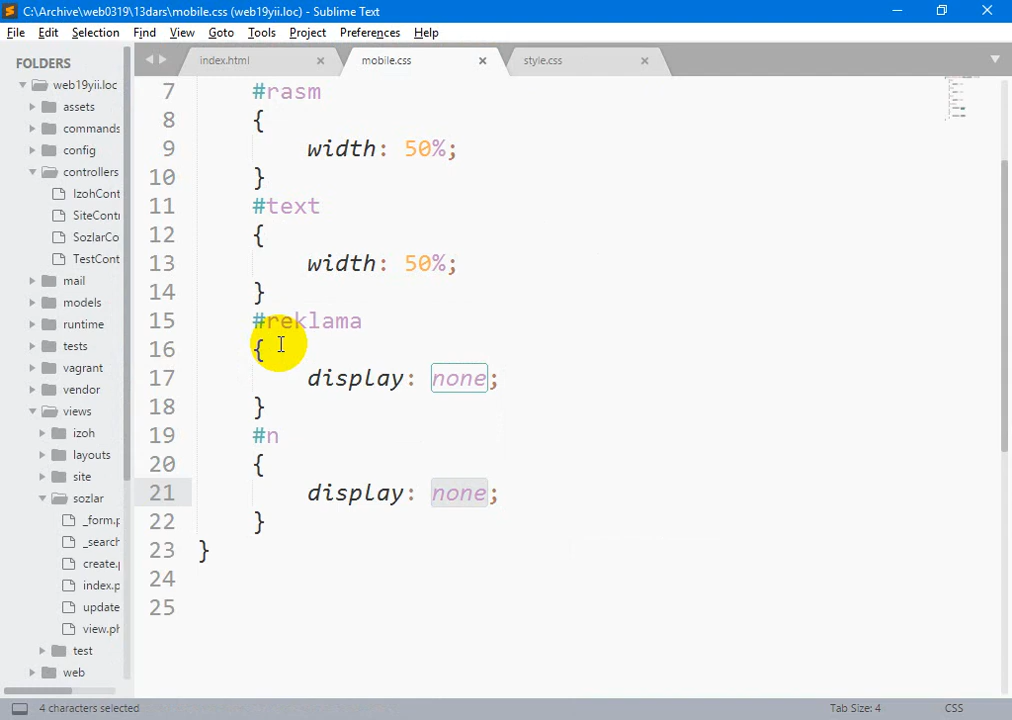 C:\Archive\web0319\13dars\mobile.css (web19yii.loc) - Sublime Text
File Edit Selection Find View Goto Tools Project Preferences Help
FOLDERS
web19yii.loc
assets
commands
config
controllers
IzohCont
SiteContr
SozlarCo
TestCont
mail
models
runtime
tests
vagrant
vendor
views
izoh
layouts
site
sozlar
_form.p
_search
create.p
index.p
update
view.ph
test
web
index.html mobile.css style.css
7 #rasm
8 {
9 width: 50%;
10 }
11 #text
12 {
13 width: 50%;
14 }
15 #reklama
16 {
17 display: none;
18 }
19 #n
20 {
21 display: none;
22 }
23 }
24
25
4 characters selected Tab Size: 4 CSS